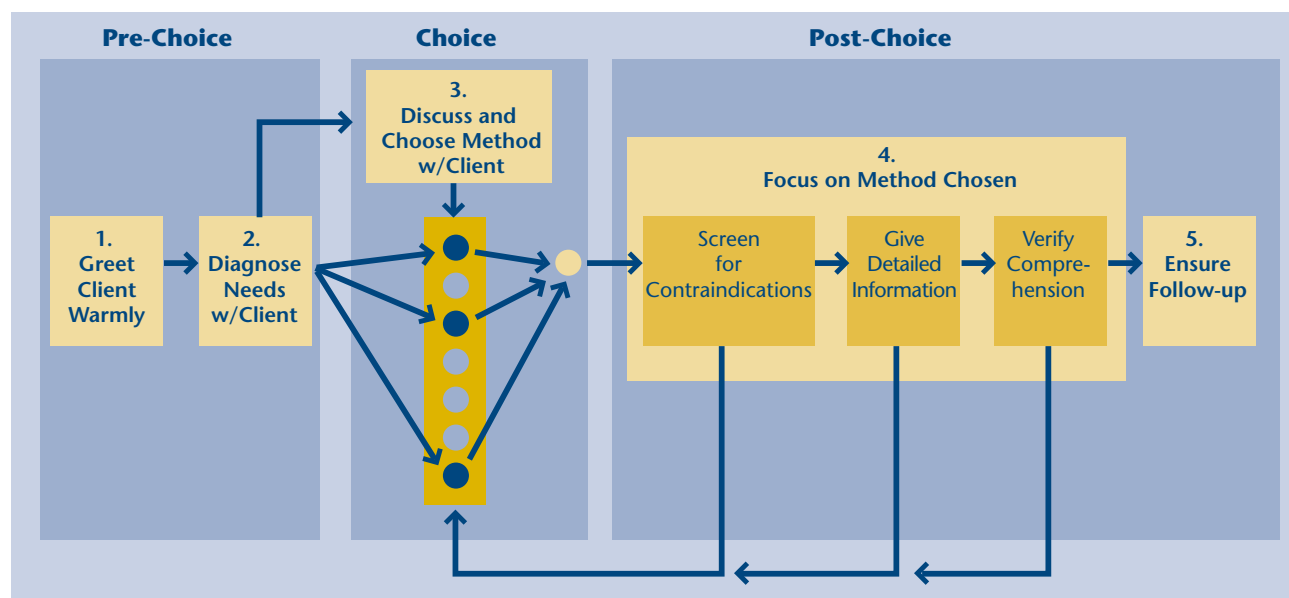 Pre-Choice
Choice
Post-Choice
1.
Greet
Client
Warmly
2.
Diagnose
Needs
w/Client
3.
Discuss and
Choose Method
w/Client
4.
Focus on Method Chosen
Screen
for
Contraindications
Give
Detailed
Information
Verify
Compre-
hension
5.
Ensure
Follow-up